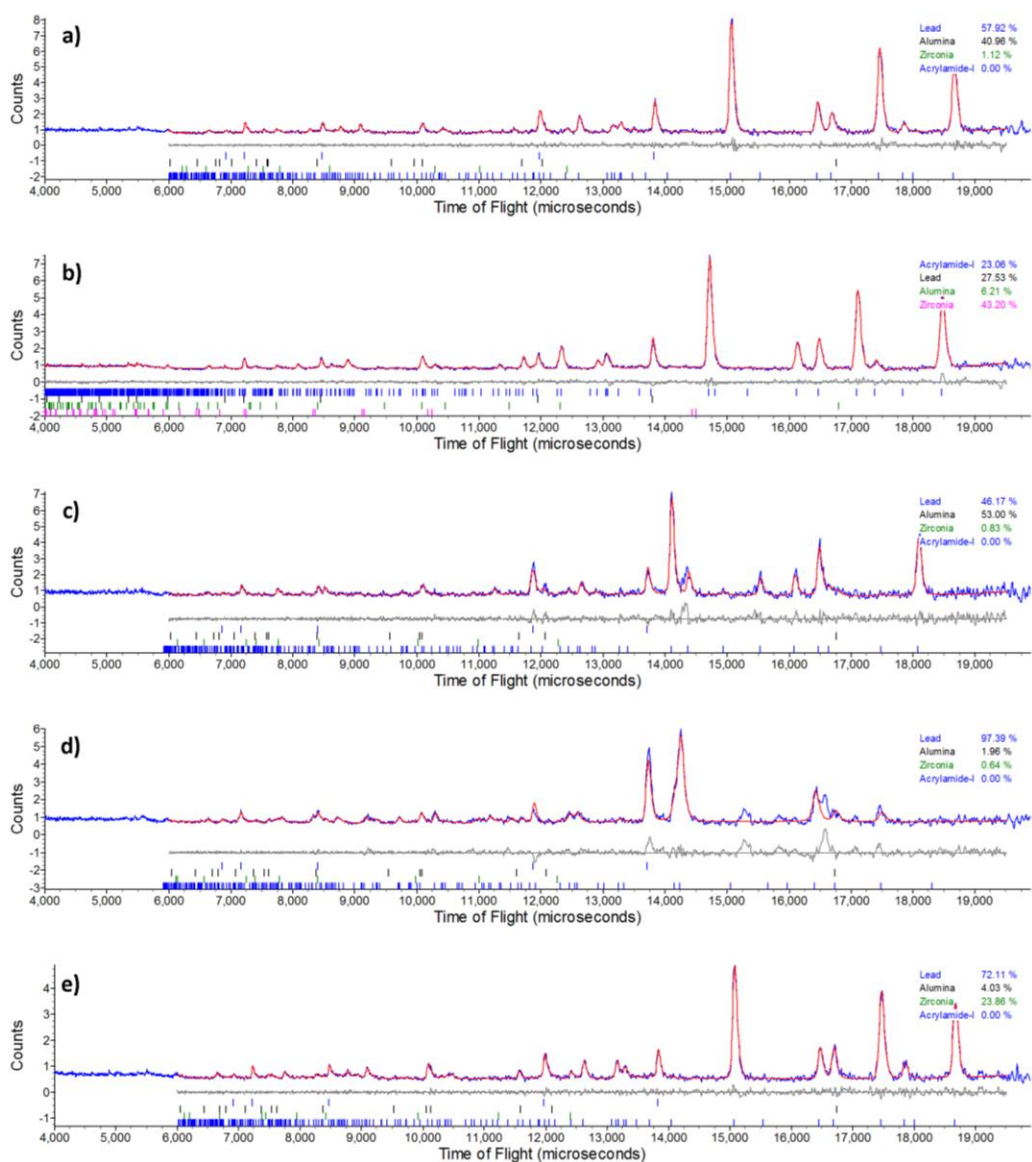 a)
Lead 57.92 %
Alumina 40.96 %
Zirconia 1.12 %
Acrylamide-I 0.00 %
Counts
8
7
6
5
4
3
2
1
0
-1
-2
4,000 5,000 6,000 7,000 8,000 9,000 10,000 11,000 12,000 13,000 14,000 15,000 16,000 17,000 18,000 19,000
Time of Flight (microseconds)
b)
Acrylamide-I 23.06 %
Lead 27.53 %
Alumina 6.21 %
Zirconia 43.20 %
Counts
7
6
5
4
3
2
1
0
-1
-2
4,000 5,000 6,000 7,000 8,000 9,000 10,000 11,000 12,000 13,000 14,000 15,000 16,000 17,000 18,000 19,000
Time of Flight (microseconds)
c)
Lead 46.17 %
Alumina 53.00 %
Zirconia 0.83 %
Acrylamide-I 0.00 %
Counts
7
6
5
4
3
2
1
0
-1
-2
4,000 5,000 6,000 7,000 8,000 9,000 10,000 11,000 12,000 13,000 14,000 15,000 16,000 17,000 18,000 19,000
Time of Flight (microseconds)
d)
Lead 97.39 %
Alumina 1.96 %
Zirconia 0.64 %
Acrylamide-I 0.00 %
Counts
6
5
4
3
2
1
0
-1
-2
-3
4,000 5,000 6,000 7,000 8,000 9,000 10,000 11,000 12,000 13,000 14,000 15,000 16,000 17,000 18,000 19,000
Time of Flight (microseconds)
e)
Lead 72.11 %
Alumina 4.03 %
Zirconia 23.86 %
Acrylamide-I 0.00 %
Counts
4
3
2
1
0
-1
4,000 5,000 6,000 7,000 8,000 9,000 10,000 11,000 12,000 13,000 14,000 15,000 16,000 17,000 18,000 19,000
Time of Flight (microseconds)